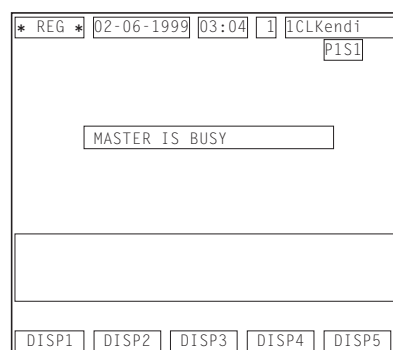 * REG * 02-06-1999 03:04 1 1CLKendi
P1S1
MASTER IS BUSY
DISP1 DISP2 DISP3 DISP4 DISP5